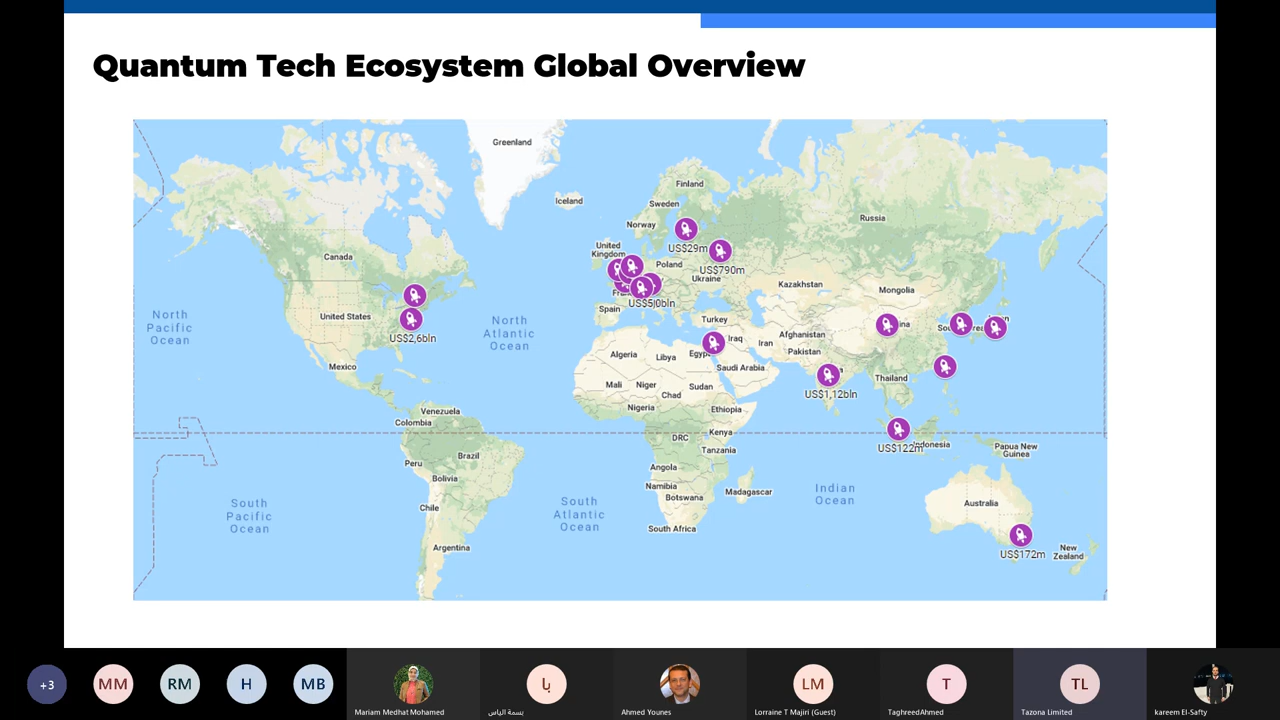 Quantum Tech Ecosystem Global Overview
Greenland
Iceland
Finland
Sweden
Norway
Russia
United
Kingdom
US$29m
Poland
US$790m
Ukraine
Canada
Kazakhstan
Mongolia
US$5,0bln
Spain
North
Pacific
Ocean
United States
North
Atlantic
Ocean
US$2,6bln
Turkey
Iraq
Iran
Afghanistan
Pakistan
Algeria
Libya
Egypt
Saudi Arabia
Mexico
Mali
Niger
Chad
Sudan
Thailand
US$1,12bln
Nigeria
Ethiopia
Venezuela
Colombia
DRC
Kenya
US$122m
Indonesia
Tanzania
Papua New
Guinea
Peru
Brazil
Angola
Bolivia
Namibia
Botswana
Madagascar
Indian
Ocean
Australia
South
Pacific
Ocean
Chile
South
Atlantic
Ocean
South Africa
Argentina
US$172m
New
Zealand
+3
MM
RM
H
MB
با
LM
T
TL
Mariam Medhat Mohamed
بسمة الياس
Ahmed Younes
Lorraine T Majiri (Guest)
TaghreedAhmed
Tazona Limited
kareem El-Safty